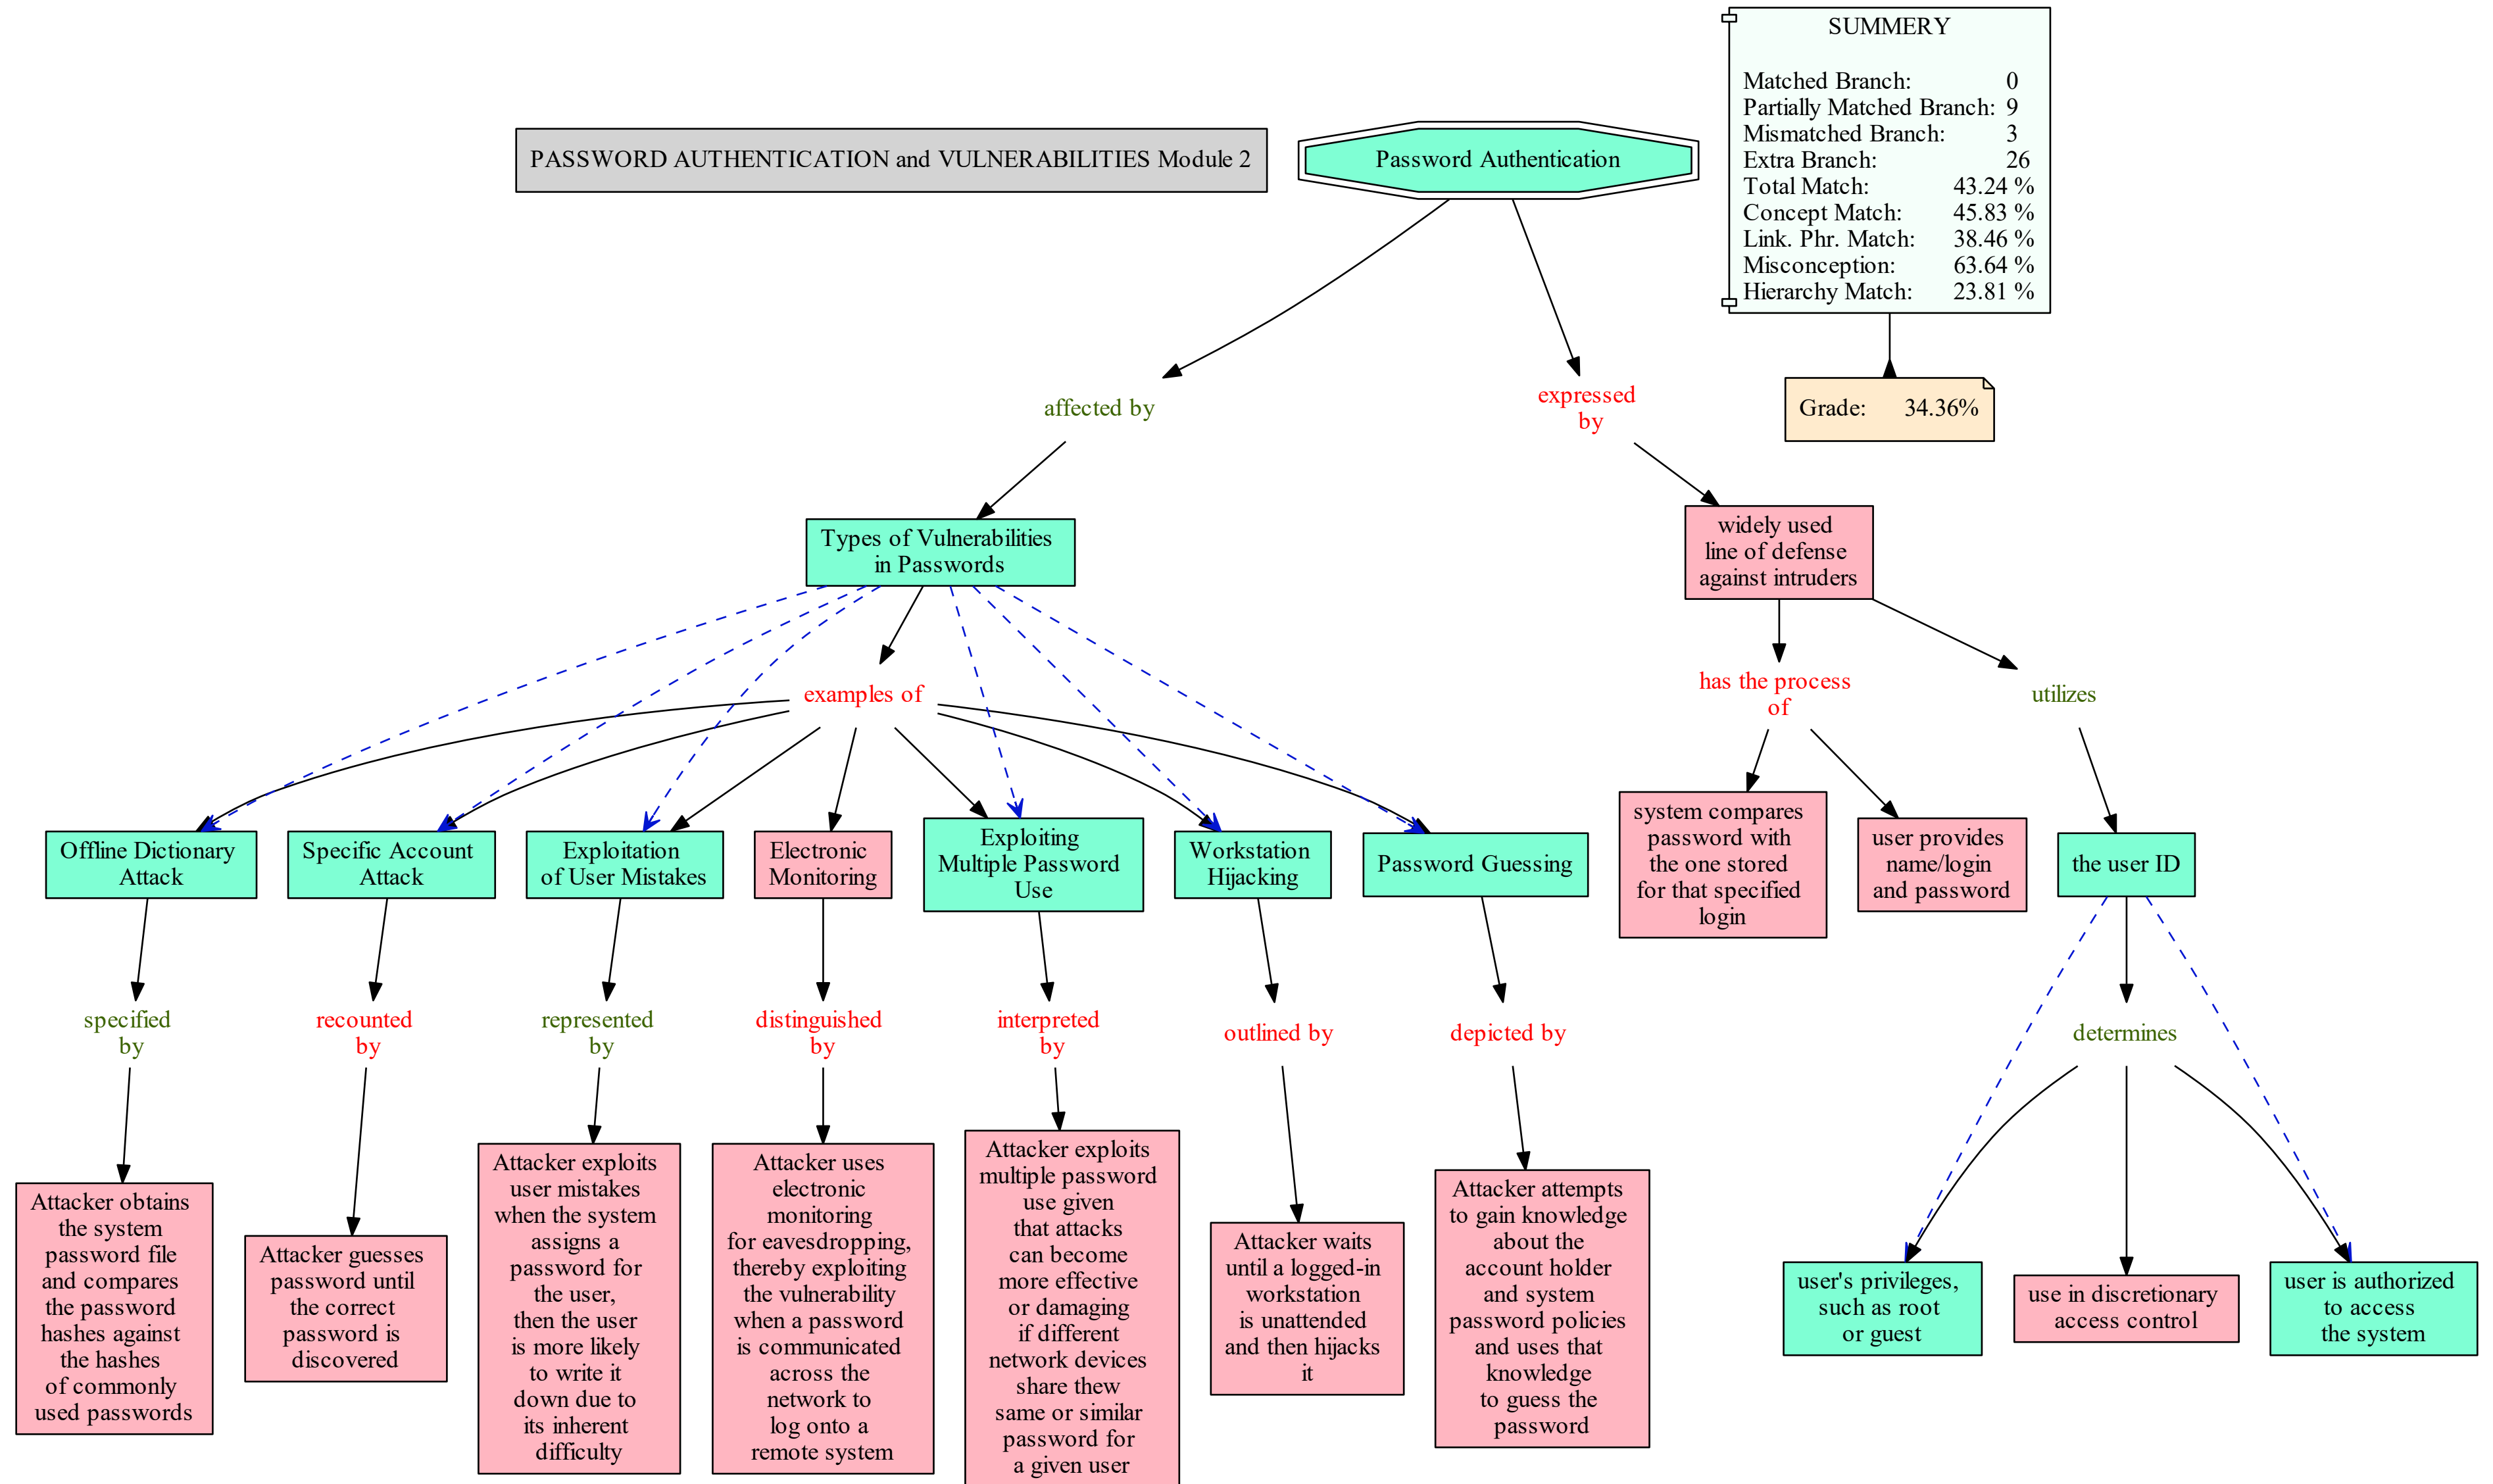 SUMMERY
Matched Branch: 0
Partially Matched Branch: 9
Mismatched Branch: 3
Extra Branch: 26
Total Match: 43.24 %
Concept Match: 45.83 %
Link. Phr. Match: 38.46 %
Misconception: 63.64 %
Hierarchy Match: 23.81 %
PASSWORD AUTHENTICATION and VULNERABILITIES Module 2
Password Authentication
Grade: 34.36%
affected by
expressed
by
Types of Vulnerabilities
in Passwords
widely used
line of defense
against intruders
examples of
has the process
of
utilizes
Offline Dictionary
Attack
Specific Account
Attack
Exploitation
of User Mistakes
Electronic
Monitoring
Exploiting
Multiple Password
Use
Workstation
Hijacking
Password Guessing
system compares
password with
the one stored
for that specified
login
user provides
name/login
and password
the user ID
specified
by
recounted
by
represented
by
distinguished
by
interpreted
by
outlined by
depicted by
determines
Attacker obtains
the system
password file
and compares
the password
hashes against
the hashes
of commonly
used passwords
Attacker guesses
password until
the correct
password is
discovered
Attacker exploits
user mistakes
when the system
assigns a
password for
the user,
then the user
is more likely
to write it
down due to
its inherent
difficulty
Attacker uses
electronic
monitoring
for eavesdropping,
thereby exploiting
the vulnerability
when a password
is communicated
across the
network to
log onto a
remote system
Attacker exploits
multiple password
use given
that attacks
can become
more effective
or damaging
if different
network devices
share thew
same or similar
password for
a given user
Attacker waits
until a logged-in
workstation
is unattended
and then hijacks
it
Attacker attempts
to gain knowledge
about the
account holder
and system
password policies
and uses that
knowledge
to guess the
password
user's privileges,
such as root
or guest
use in discretionary
access control
user is authorized
to access
the system